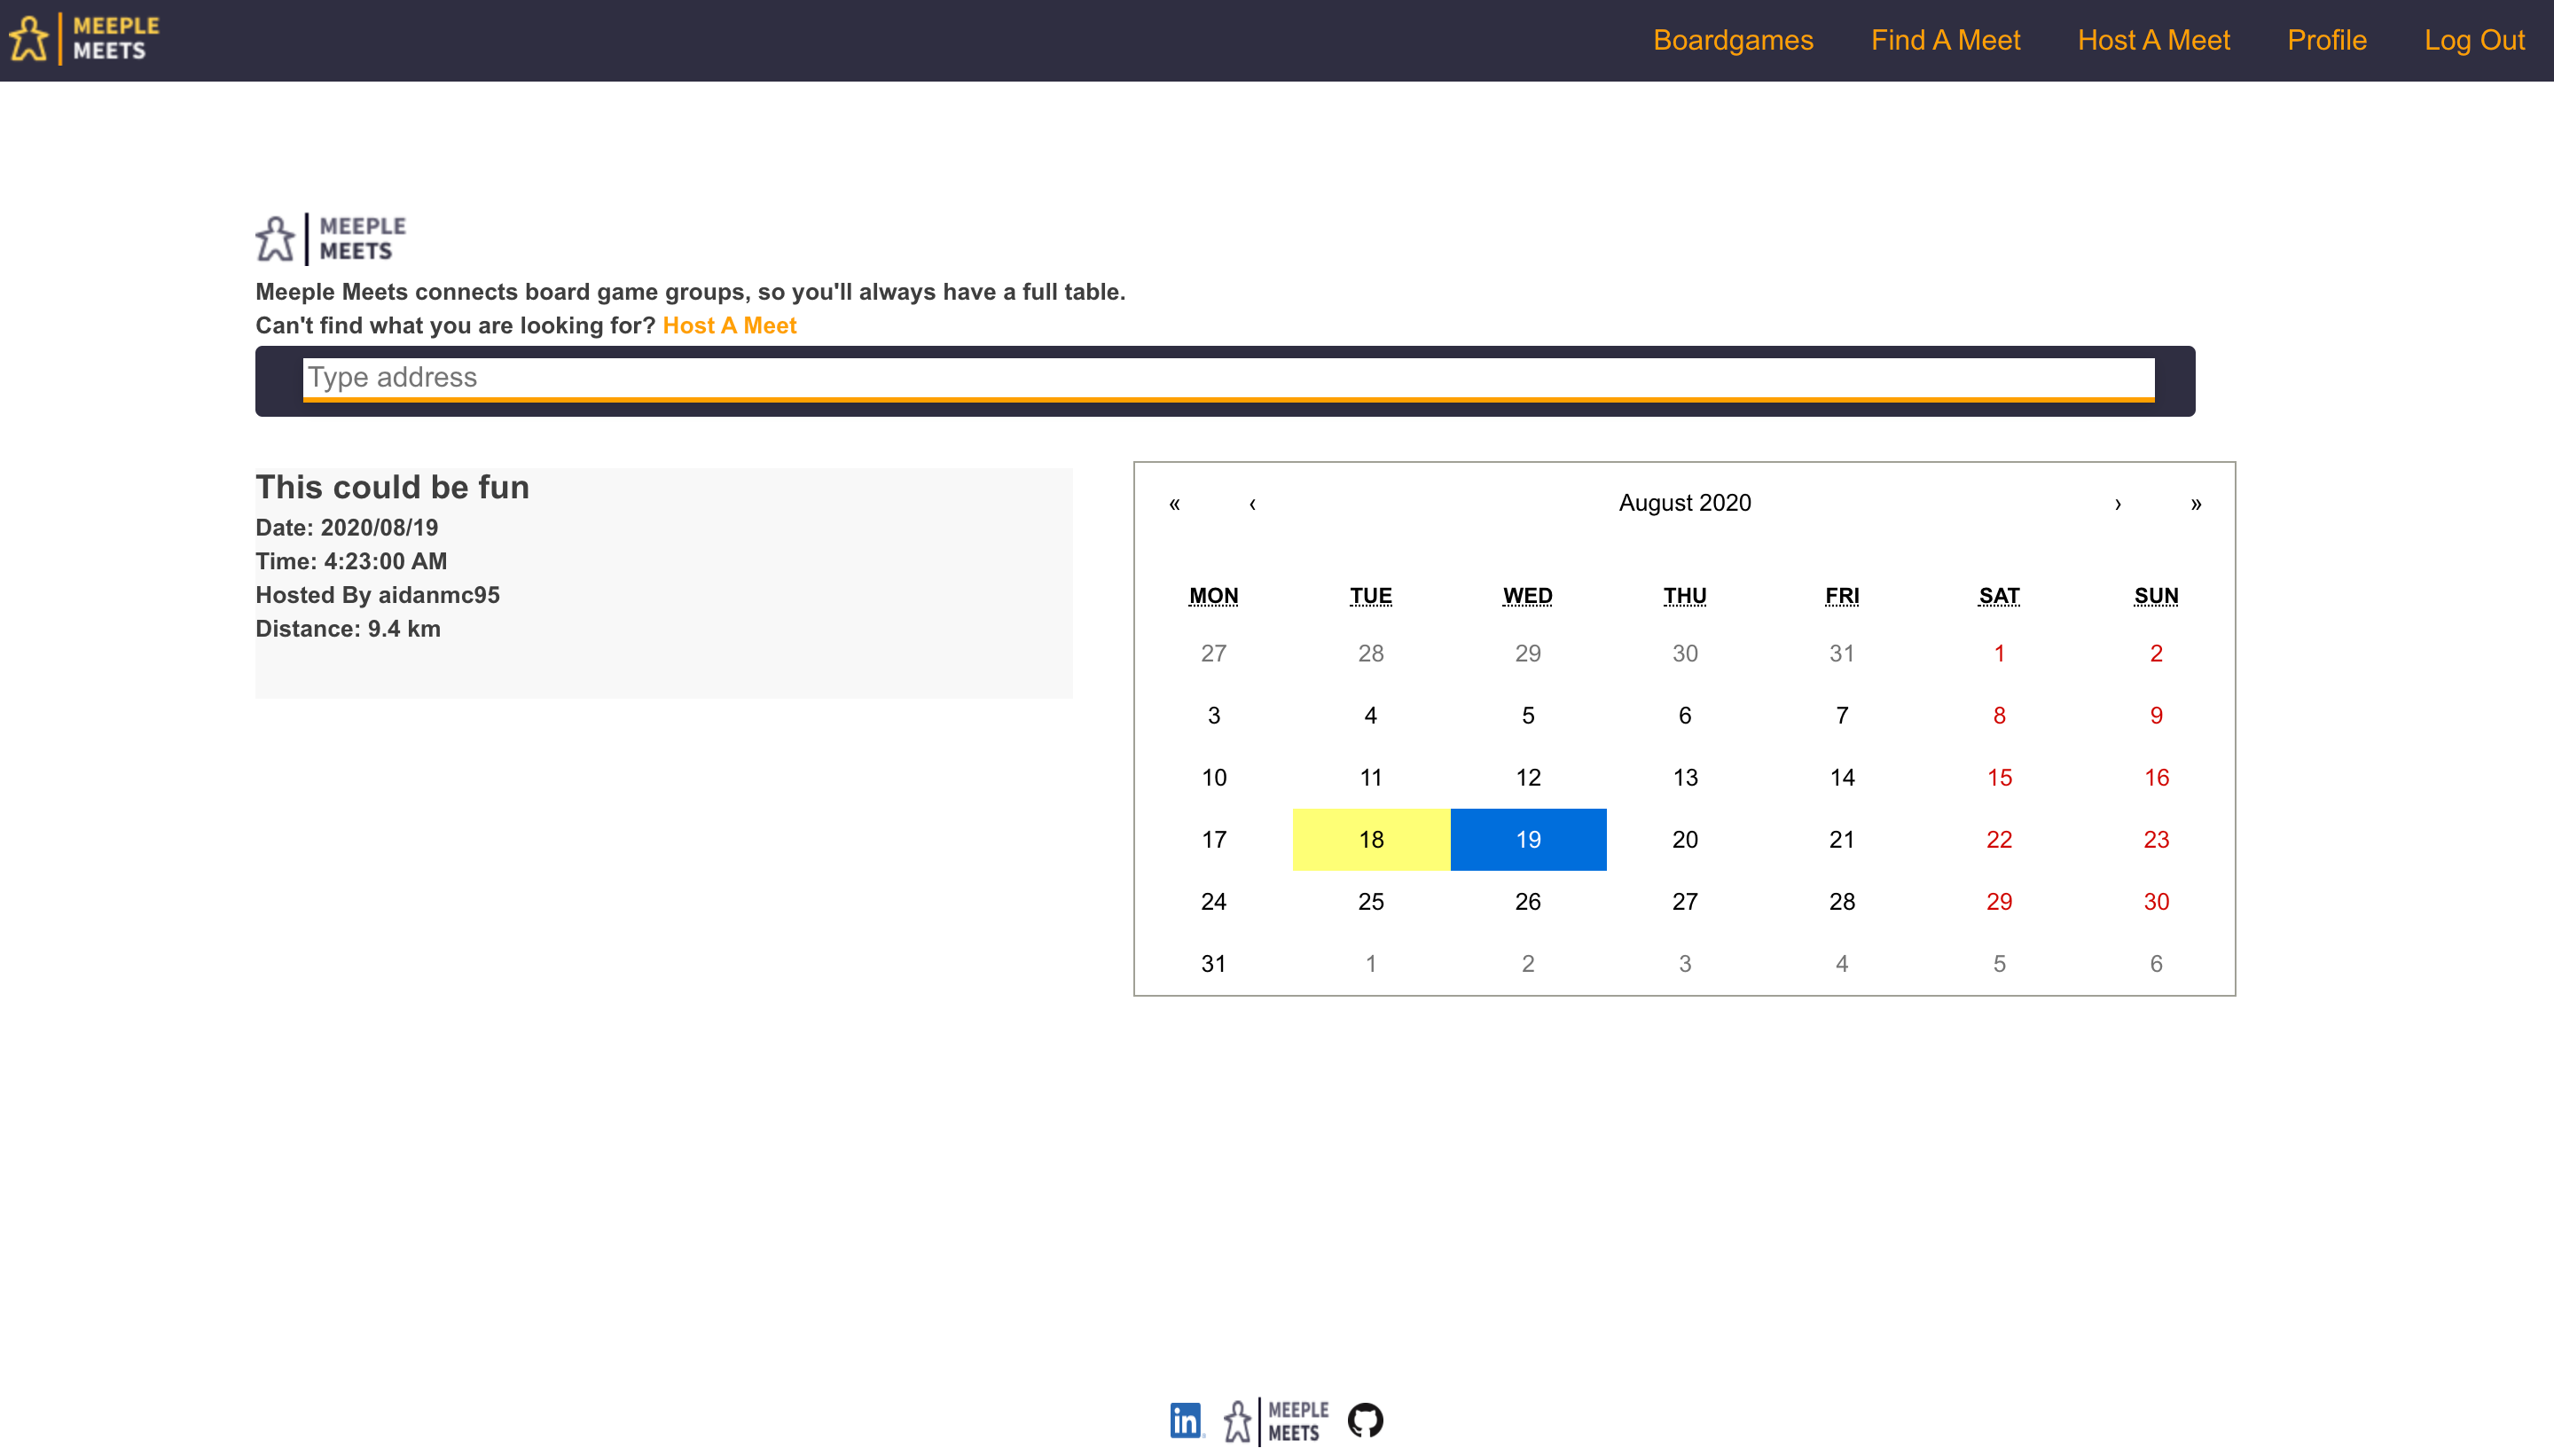 MEEPLE
MEETS
Boardgames Find A Meet Host A Meet Profile Log Out
MEEPLE
MEETS
Meeple Meets connects board game groups, so you'll always have a full table.
Can't find what you are looking for? Host A Meet
Type address
This could be fun
Date: 2020/08/19
Time: 4:23:00 AM
Hosted By aidanmc95
Distance: 9.4 km
« ‹ August 2020 › »
MON TUE WED THU FRI SAT SUN
27 28 29 30 31 1 2
3 4 5 6 7 8 9
10 11 12 13 14 15 16
17 18 19 20 21 22 23
24 25 26 27 28 29 30
31 1 2 3 4 5 6
in
MEEPLE
MEETS